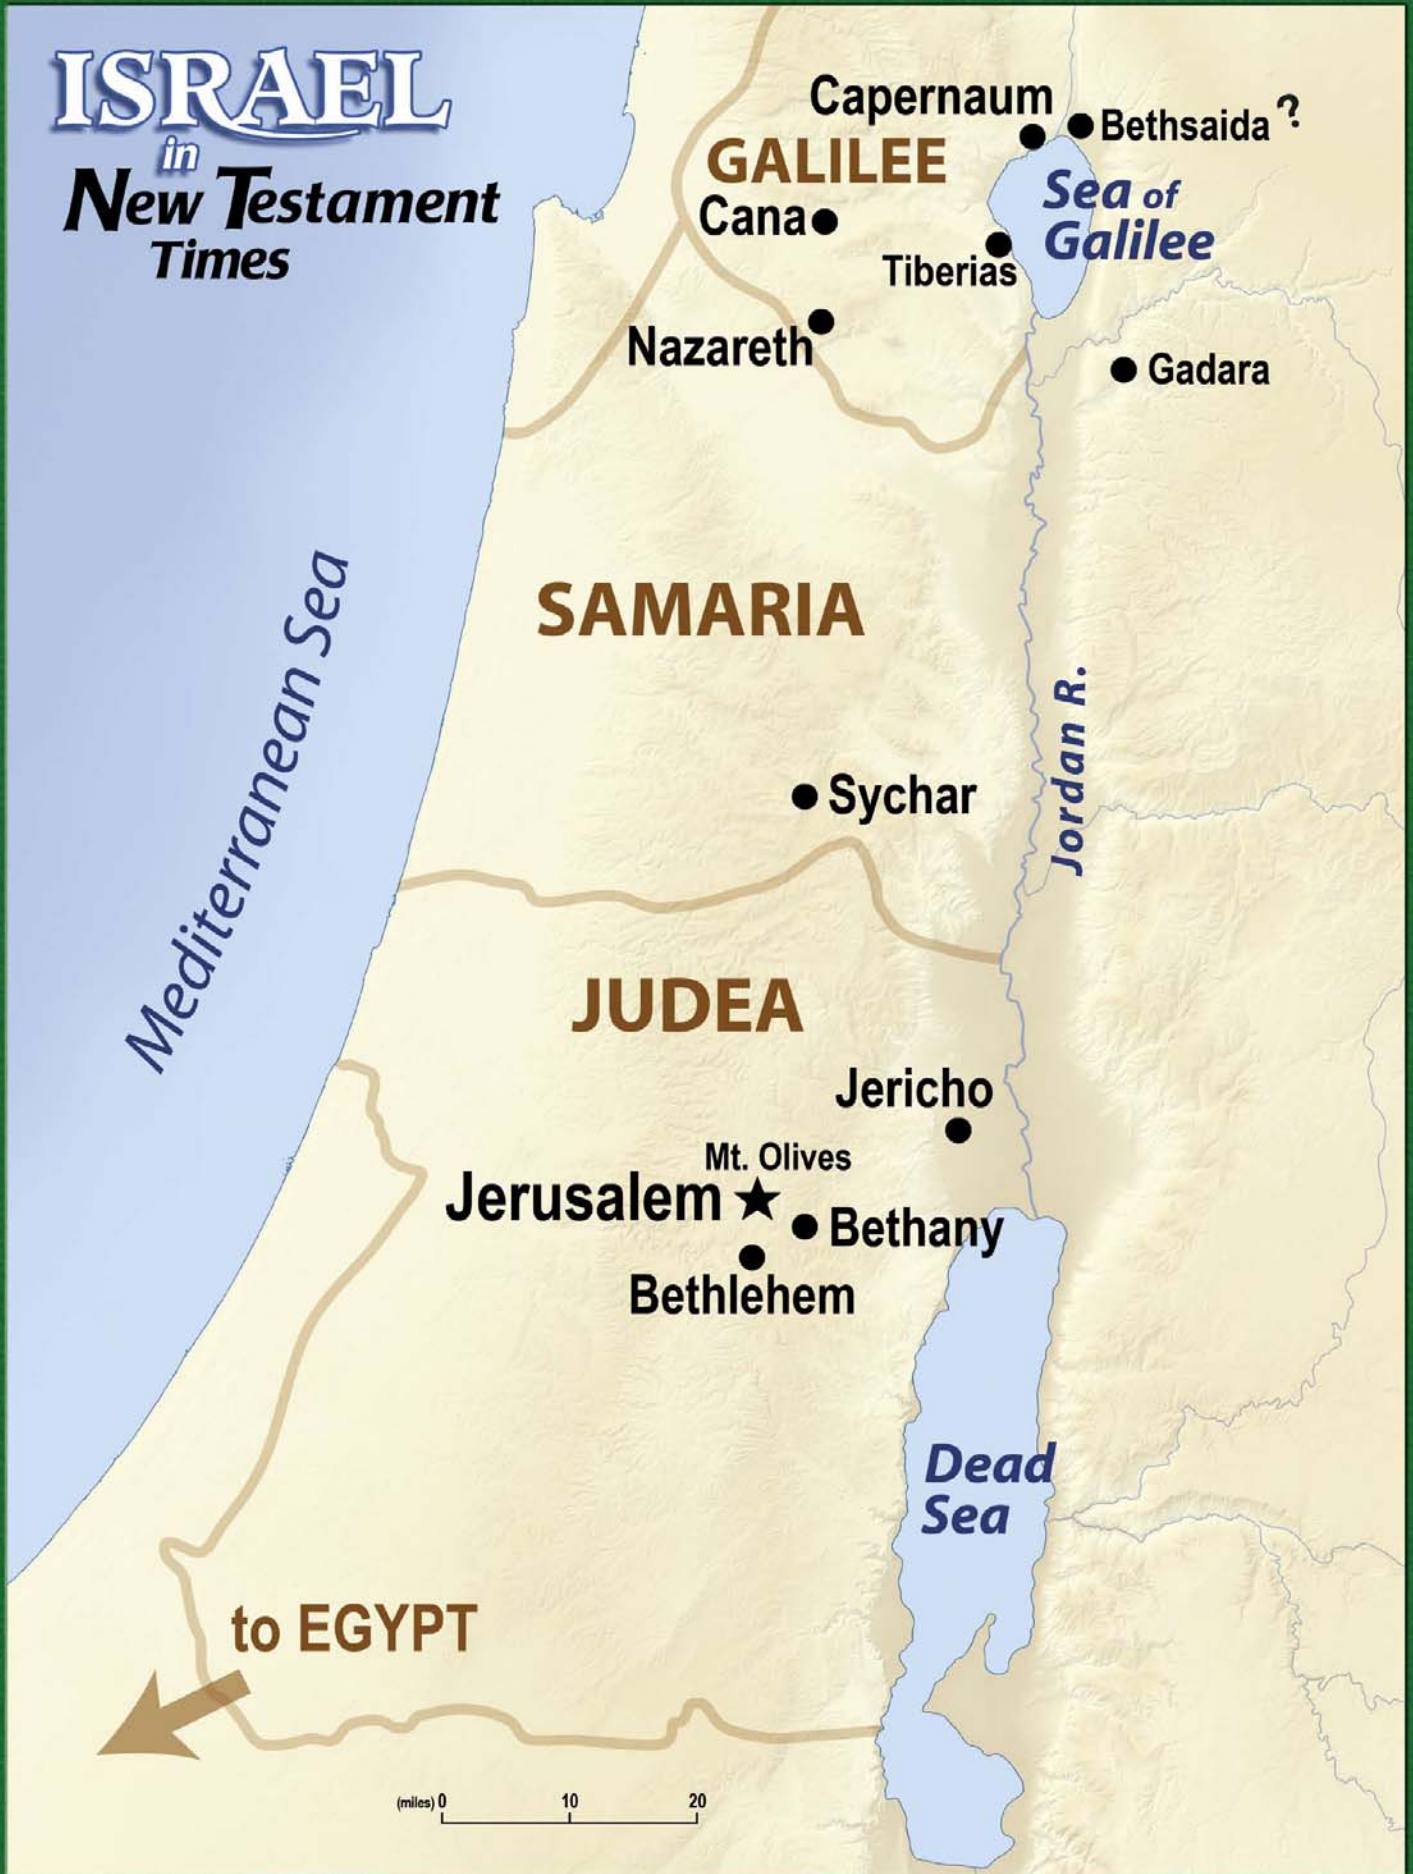 ISRAEL
in
New Testament
Times
Capernaum
Bethsaida ?
GALILEE
Sea of
Galilee
Cana
Tiberias
Nazareth
Gadara
Mediterranean Sea
SAMARIA
Jordan R.
Sychar
JUDEA
Jericho
Mt. Olives
Jerusalem
Bethany
Bethlehem
Dead
Sea
to EGYPT
(miles) 0 10 20